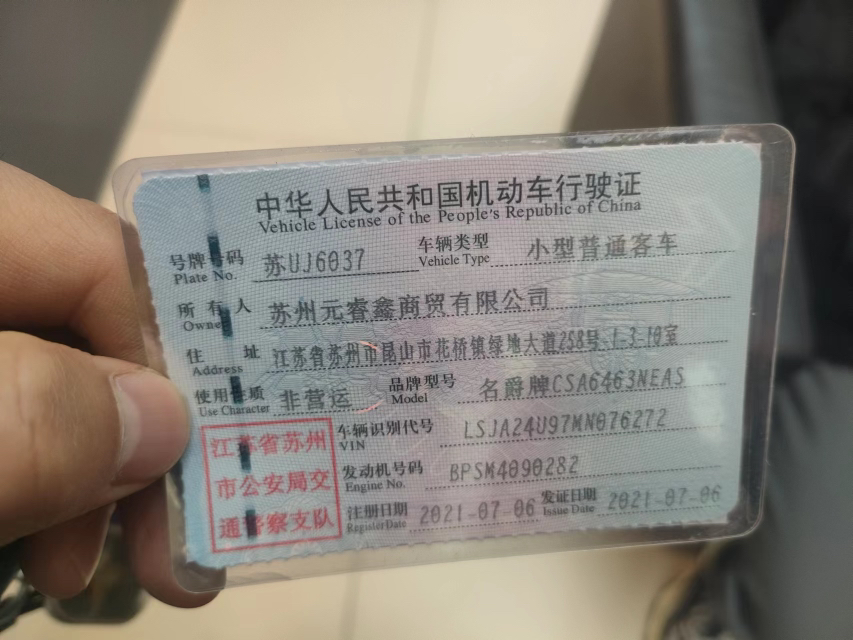 中华人民共和国机动车行驶证
Vehicle License of the People's Republic of China
号牌号码 苏UJ6037 车辆类型 小型普通客车
Plate No. Vehicle Type
所有人 苏州元睿鑫商贸有限公司
Owner
住址 江苏省苏州市昆山市花桥镇绿地大道258号.1-3-10室
Address
使用性质 非营运 品牌型号 名爵牌CSA6463NEAS
Use Character Model
车辆识别代号 LSJA24U97MN076272
VIN
发动机号码 BPSM4090282
Engine No.
注册日期 2021-07-06 发证日期 2021-07-06
RegisterDate Issue Date
江苏省苏州
市公安局交
通警察支队